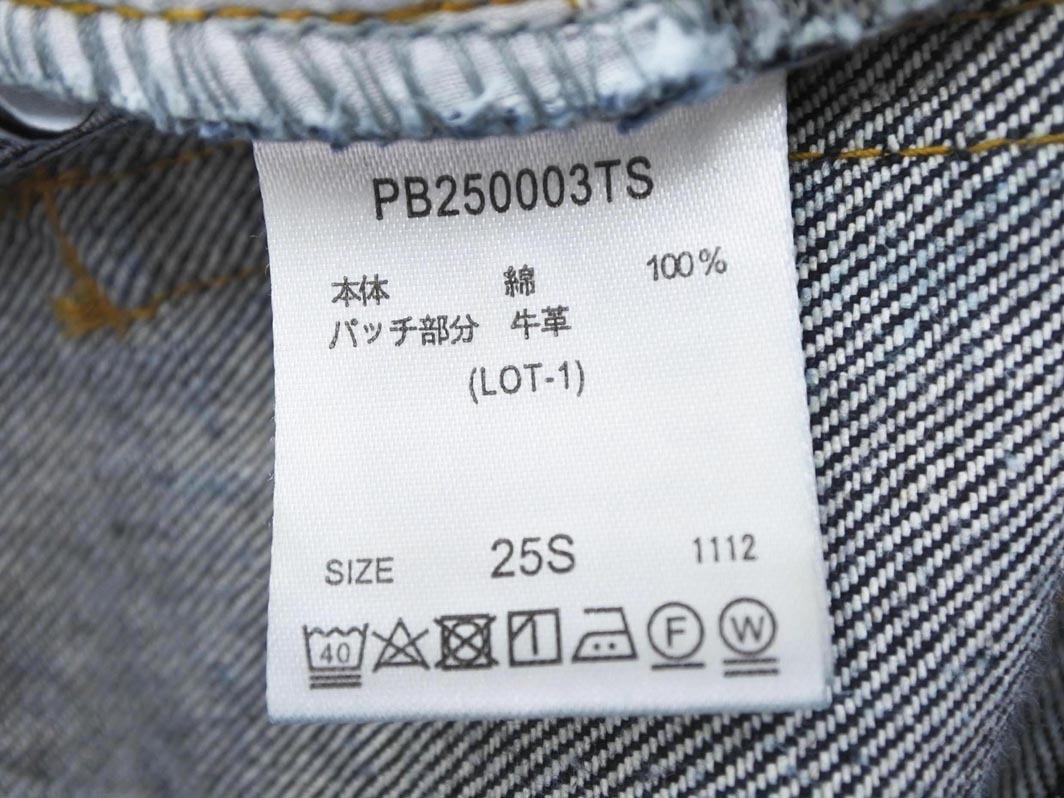 PB250003TS
本体 綿 100%
パッチ部分 牛革
(LOT-1)
SIZE 25S 1112
40 F W